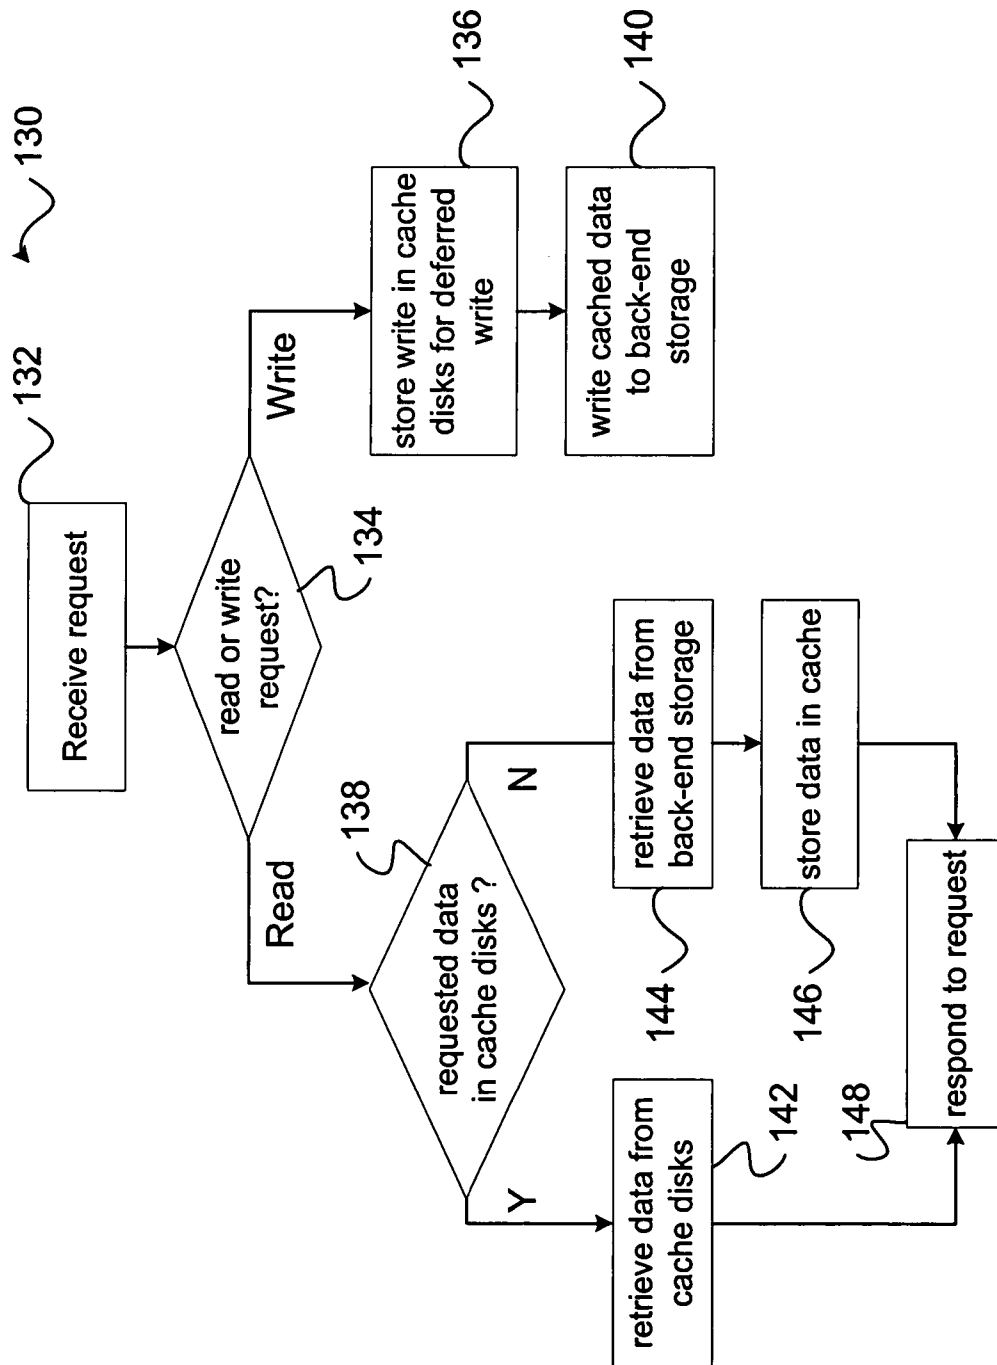 130
132
Receive request
read or write
request?
134
Read
Write
138
requested data
in cache disks ?
store write in cache
disks for deferred
write
136
Y
N
retrieve data from
cache disks
142
retrieve data from
back-end storage
144
write cached data
to back-end
storage
140
store data in cache
146
148
respond to request